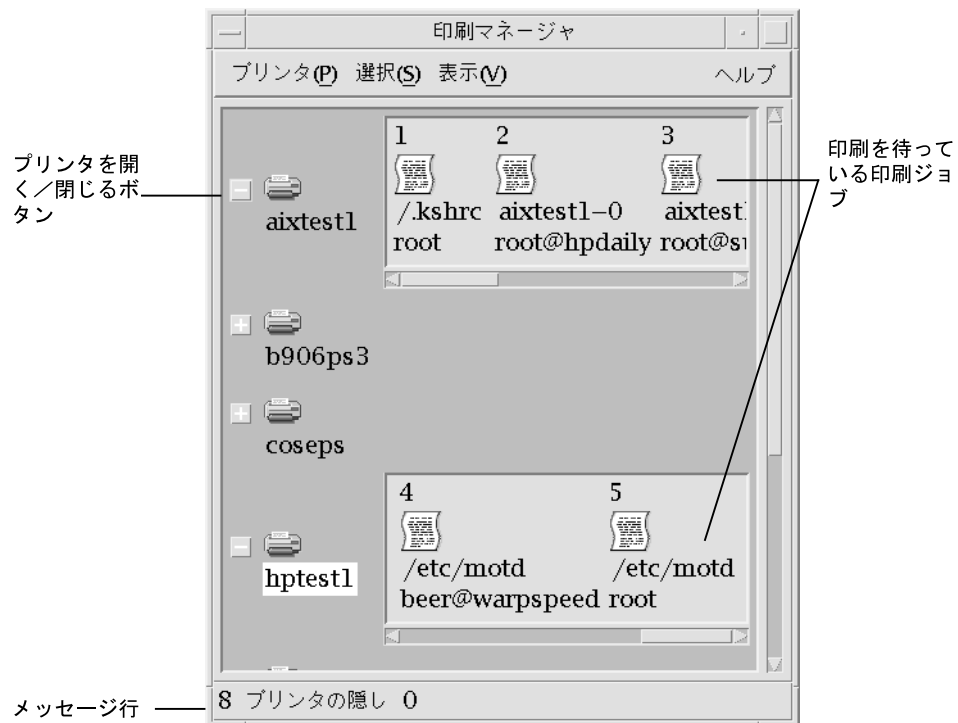 印刷マネージャ
プリンタ(P) 選択(S) 表示(V) ヘルプ
プリンタを開
く／閉じるボ
タン
aixtest1
1 2 3
/.kshrc aixtest1–0 aixtest1
root root@hpdaily root@su
印刷を待って
いる印刷ジョ
ブ
b906ps3
coseps
hptest1
4 5
/etc/motd /etc/motd
beer@warpspeed root
メッセージ行
8 プリンタの隠し 0